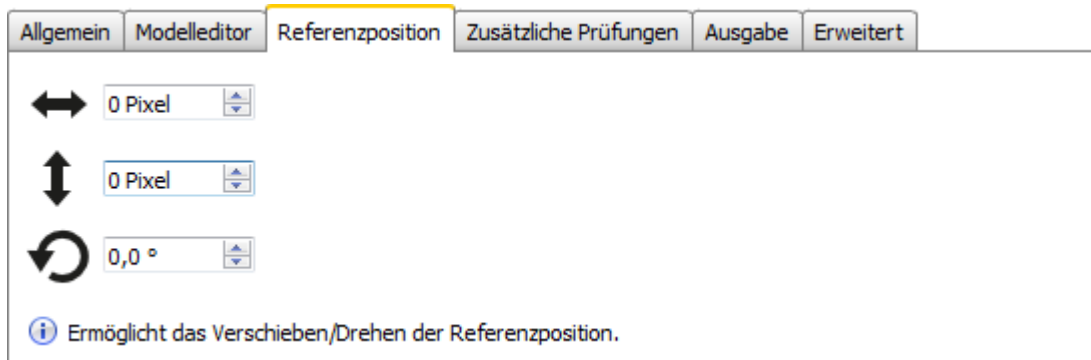 Allgemein Modelleditor Referenzposition Zusätzliche Prüfungen Ausgabe Erweitert
0 Pixel
0 Pixel
0,0 °
Ermöglicht das Verschieben/Drehen der Referenzposition.